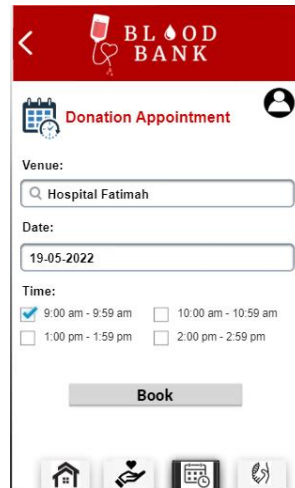 BLOOD
BANK
Donation Appointment
Venue:
Hospital Fatimah
Date:
19-05-2022
Time:
9:00 am - 9:59 am 10:00 am - 10:59 am
1:00 pm - 1:59 pm 2:00 pm - 2:59 pm
Book